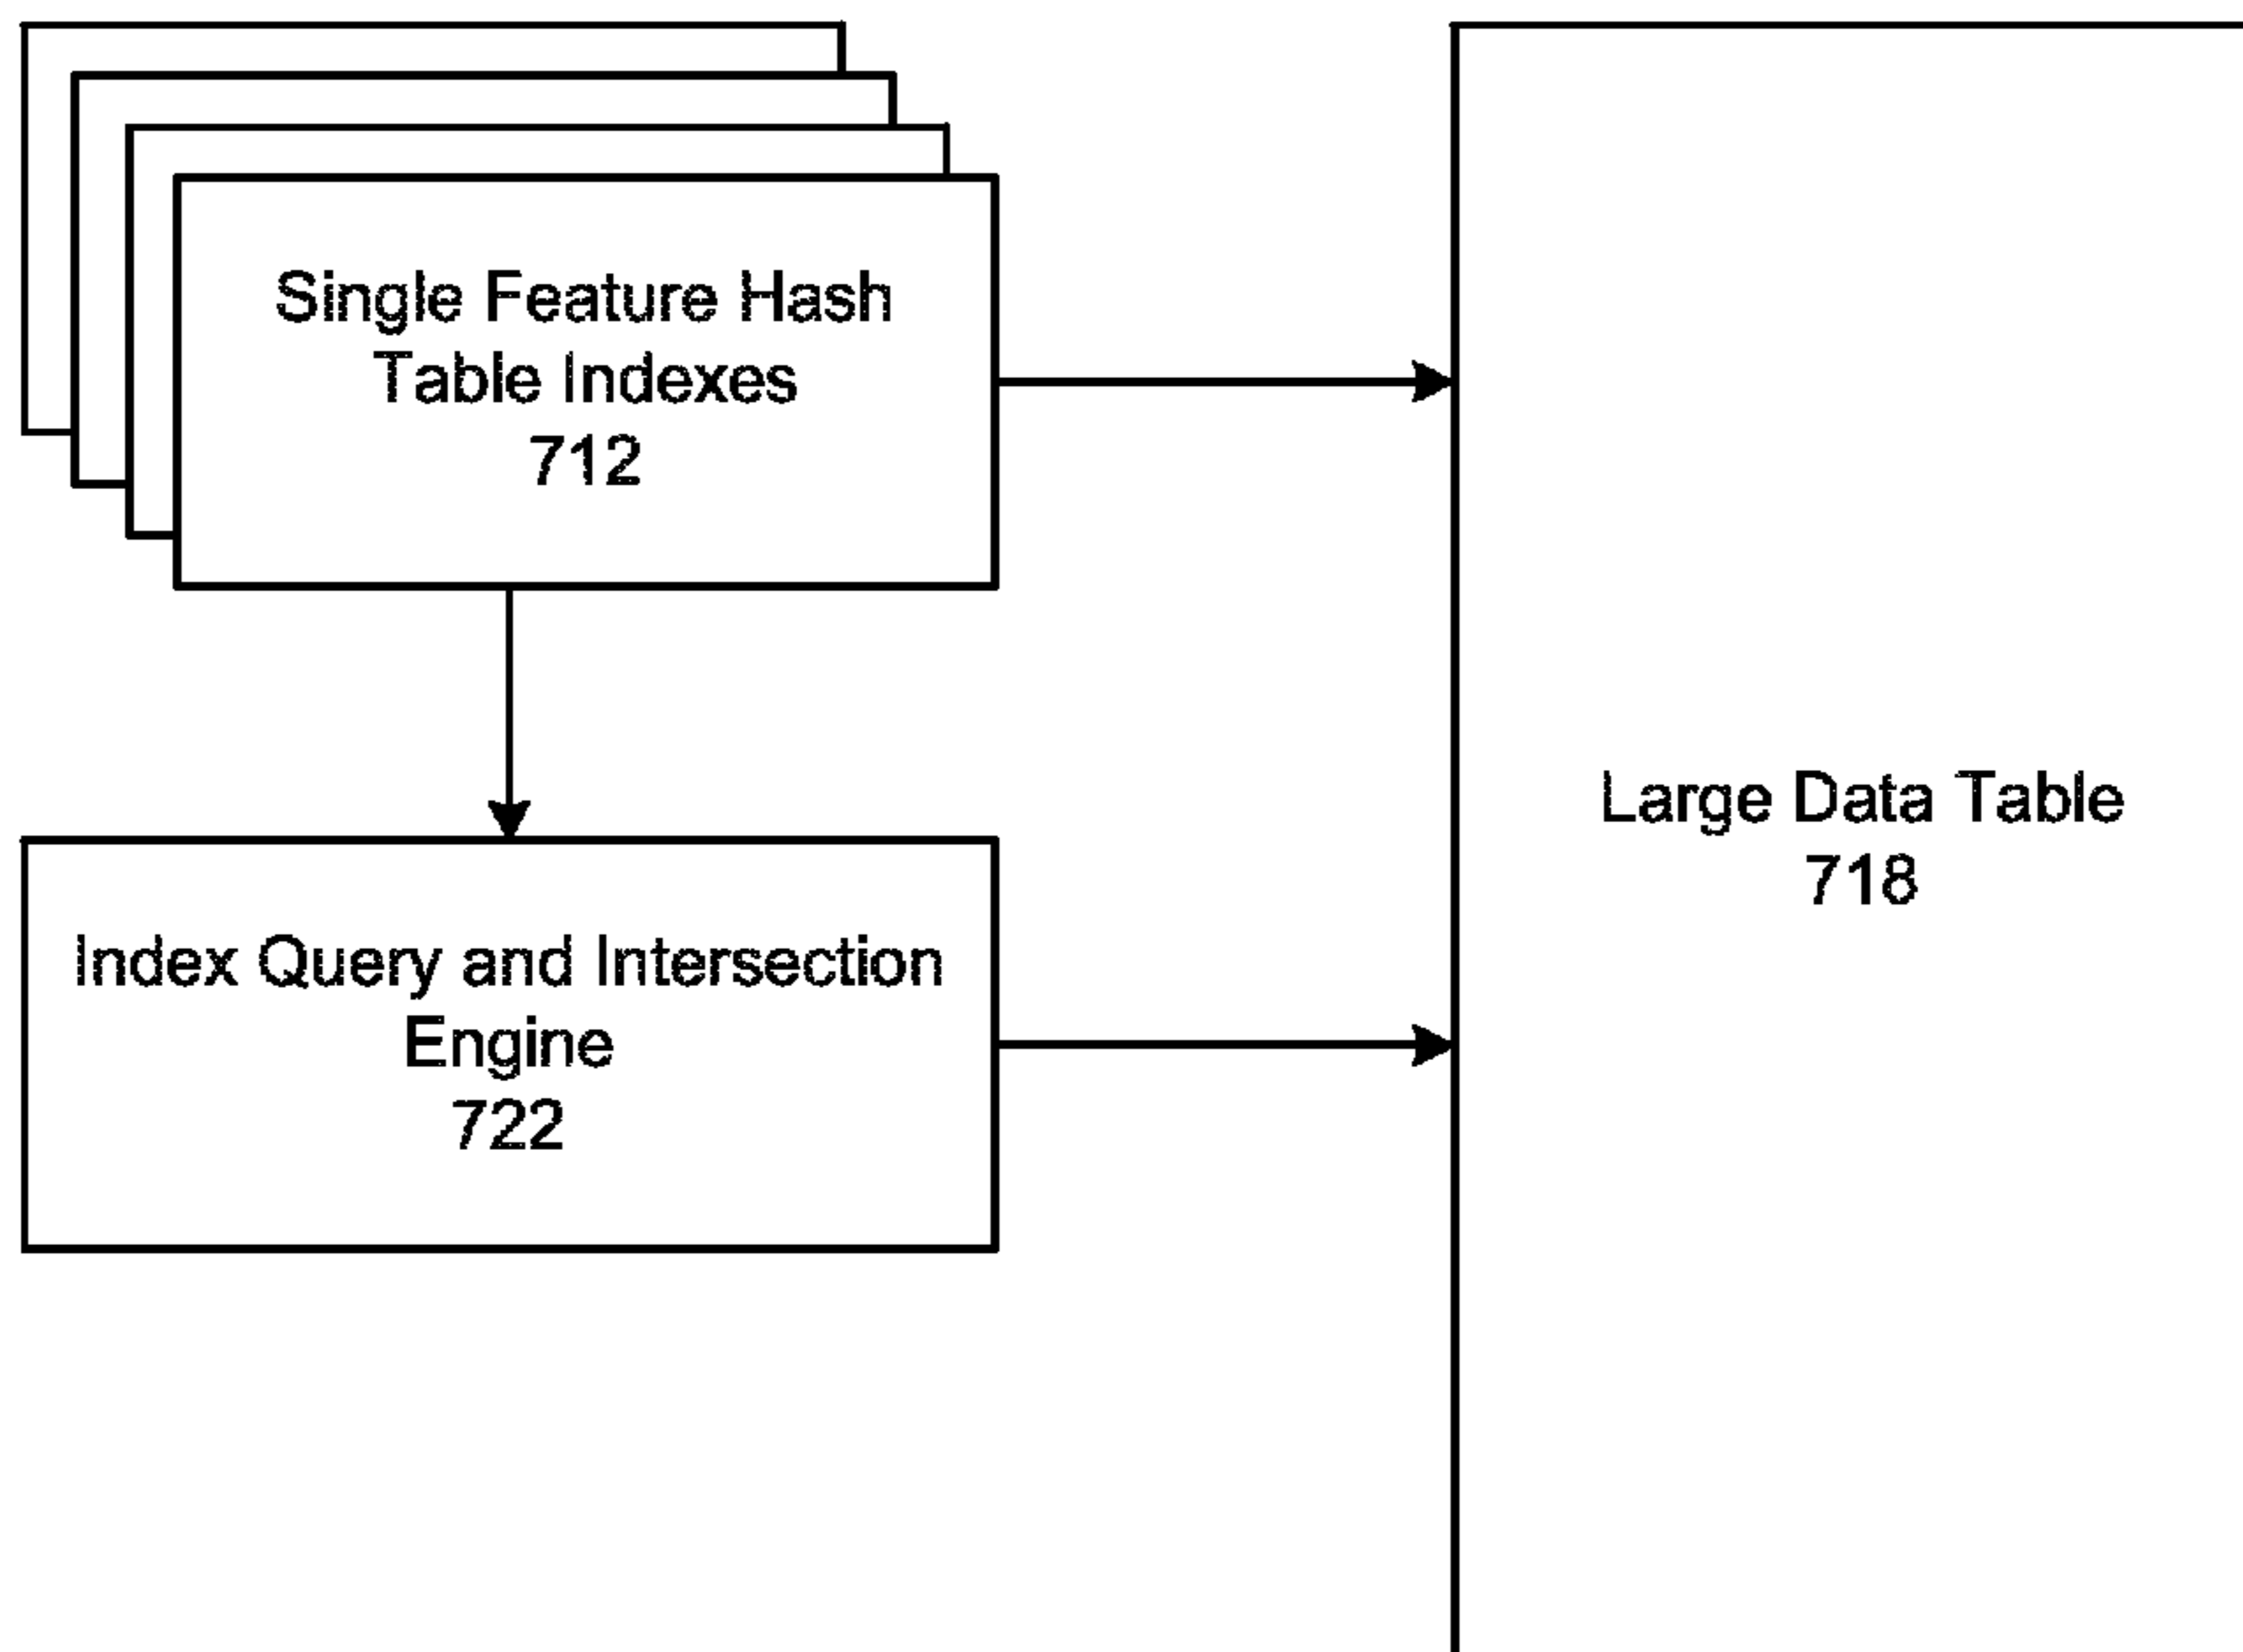 Single Feature Hash
Table Indexes
712
Large Data Table
718
Index Query and Intersection
Engine
722